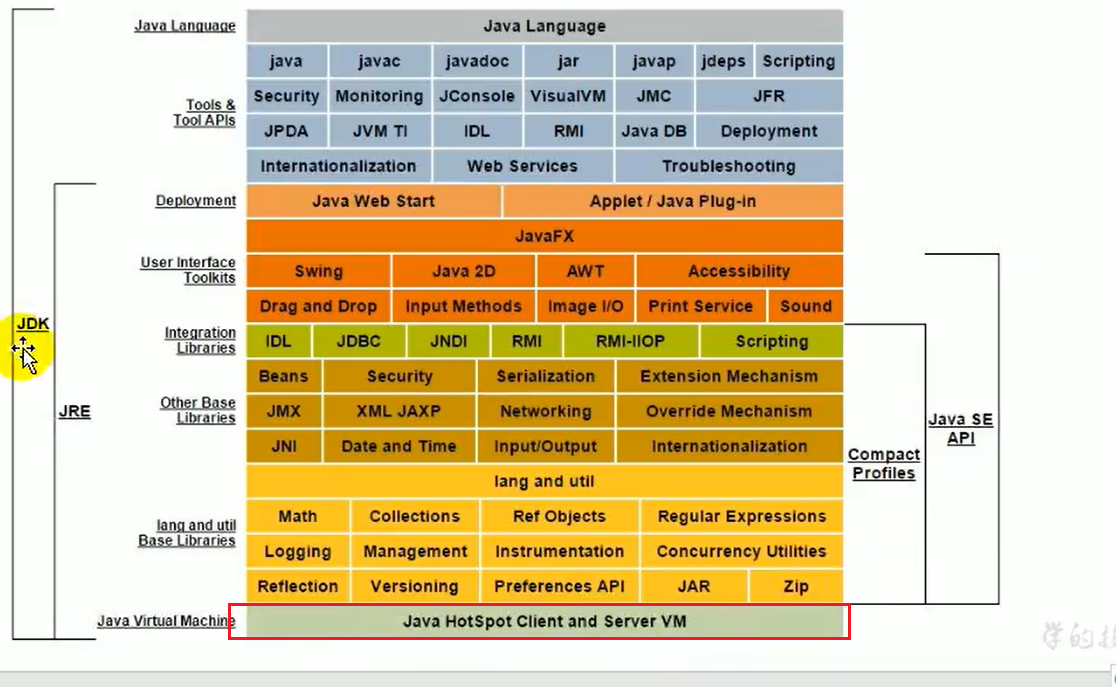 Java Language
Java Language
java javac javadoc jar javap jdeps Scripting
Tools &
Tool APIs
Security Monitoring JConsole VisualVM JMC JFR
JPDA JVM TI IDL RMI Java DB Deployment
Internationalization Web Services Troubleshooting
Deployment
Java Web Start Applet / Java Plug-in
JavaFX
User Interface
Toolkits
Swing Java 2D AWT Accessibility
Drag and Drop Input Methods Image I/O Print Service Sound
JDK
Integration
Libraries
IDL JDBC JNDI RMI RMI-IIOP Scripting
JRE
Other Base
Libraries
Beans Security Serialization Extension Mechanism
JMX XML JAXP Networking Override Mechanism
JNI Date and Time Input/Output Internationalization
Java SE
API
Compact
Profiles
lang and util
lang and util
Base Libraries
Math Collections Ref Objects Regular Expressions
Logging Management Instrumentation Concurrency Utilities
Reflection Versioning Preferences API JAR Zip
Java Virtual Machine
Java HotSpot Client and Server VM
学的